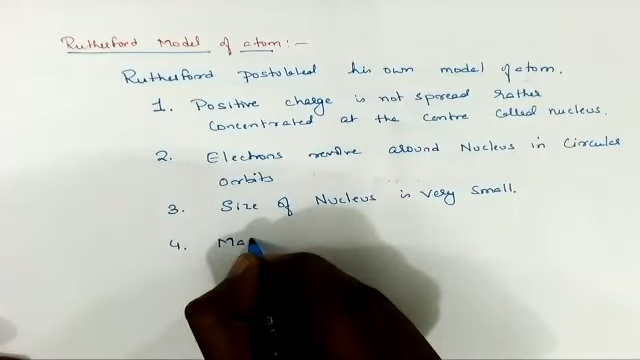 Rutherford Model of atom :-
Rutherford postulated his own model of atom.
1. Positive charge is not spread rather
concentrated at the centre called nucleus.
2. Electrons revolve around Nucleus in Circular
orbits
3. Size of Nucleus is very small.
4. Ma